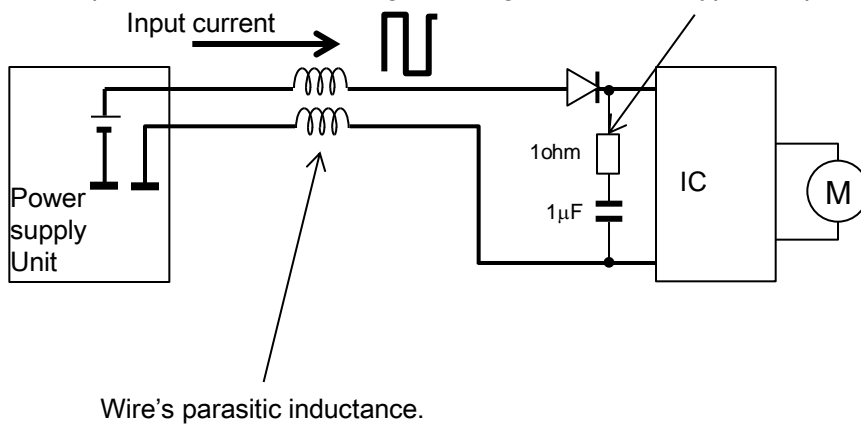 Input current
1ohm
1μF
IC
M
Power
supply
Unit
Wire's parasitic inductance.